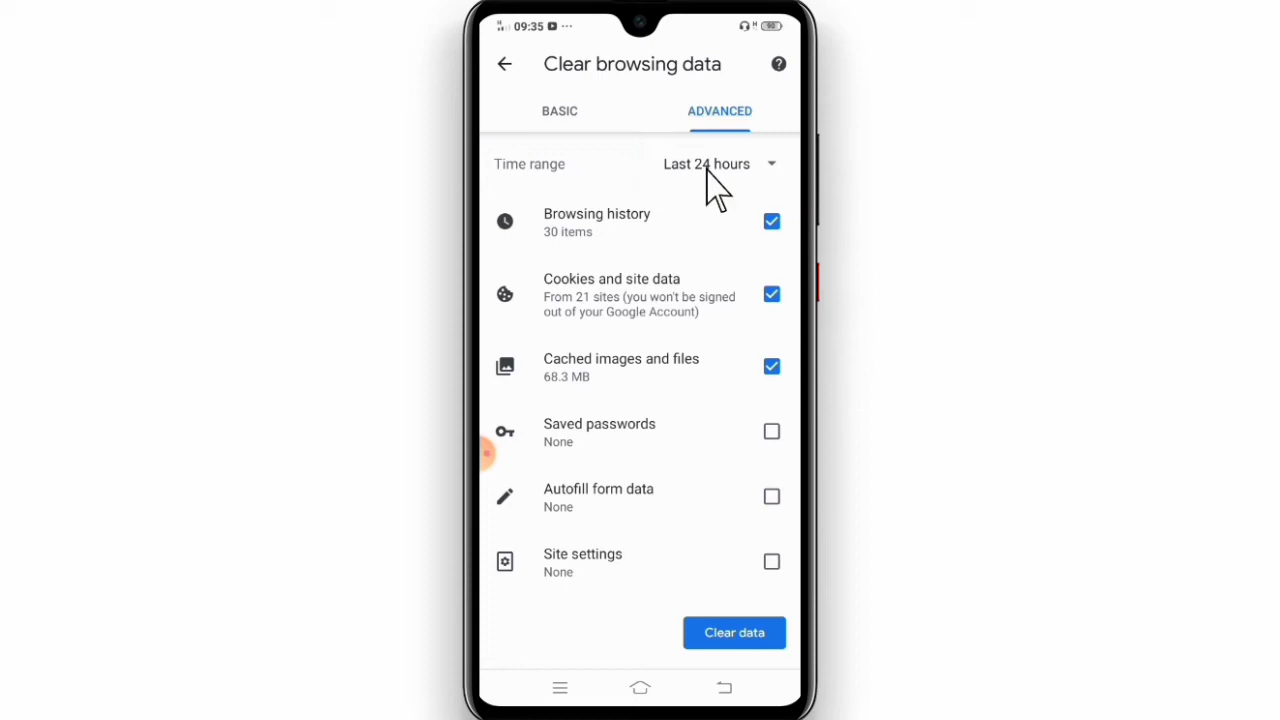 09:35
Clear browsing data
BASIC
ADVANCED
Time range
Last 24 hours
Browsing history
30 items
Cookies and site data
From 21 sites (you won't be signed
out of your Google Account)
Cached images and files
68.3 MB
Saved passwords
None
Autofill form data
None
Site settings
None
Clear data